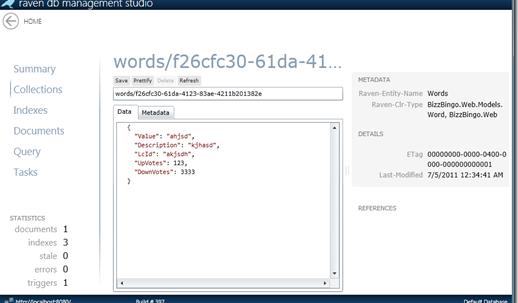 raven db management studio
HOME
words/f26cfc30-61da-41...
Summary
Collections
Indexes
Documents
Query
Tasks
STATISTICS
documents 1
indexes 3
stale 0
errors 0
triggers 1
Save Prettify Delete Refresh
words/f26cfc30-61da-4123-83ae-4211b201382e
Data Metadata
{
"Value": "ahjsd",
"Description": "kjhasd",
"LcId": "akjsdh",
"UpVotes": 123,
"DownVotes": 3333
}
METADATA
Raven-Entity-Name Words
Raven-Clr-Type BizzBingo.Web.Models.
Word, BizzBingo.Web
DETAILS
ETag 00000000-0000-0400-0
000-000000000001
Last-Modified 7/5/2011 12:34:41 AM
REFERENCES
http://localhost:8080/ Build # 397 Default Database